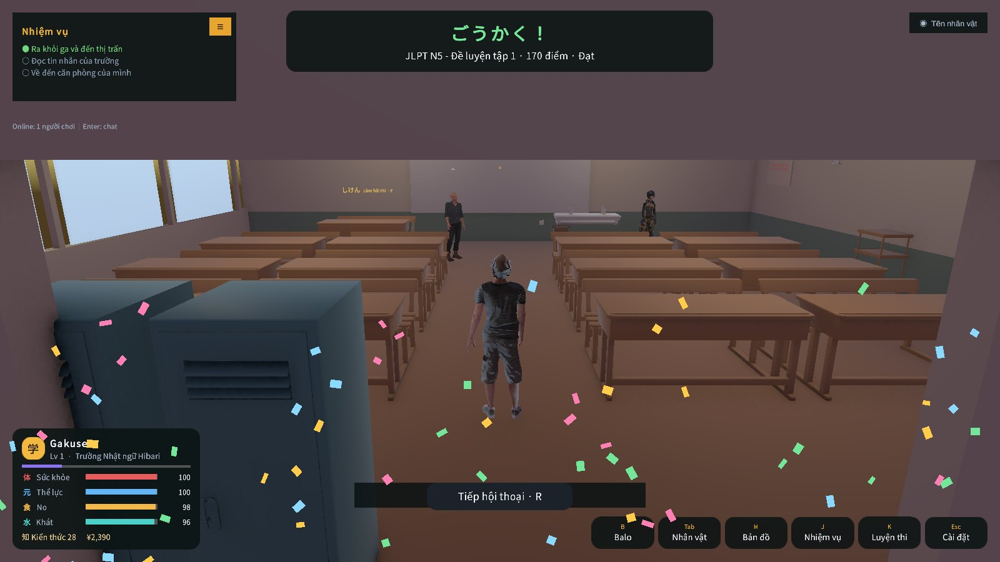 Nhiệm vụ
Ra khỏi ga và đến thị trấn
Đọc tin nhắn của trường
Về đến căn phòng của mình
Online: 1 người chơi | Enter: chat
ごうかく！
JLPT N5 - Đề luyện tập 1 · 170 điểm · Đạt
Tên nhân vật
しけん Làm bài thi - F
学 Gakuse
Lv 1 · Trường Nhật ngữ Hibari
体 Sức khỏe 100
元 Thể lực 100
食 No 98
水 Khát 96
知 Kiến thức 28 ¥2,390
Tiếp hội thoại · R
B
Balo
Tab
Nhân vật
M
Bản đồ
J
Nhiệm vụ
K
Luyện thi
Esc
Cài đặt